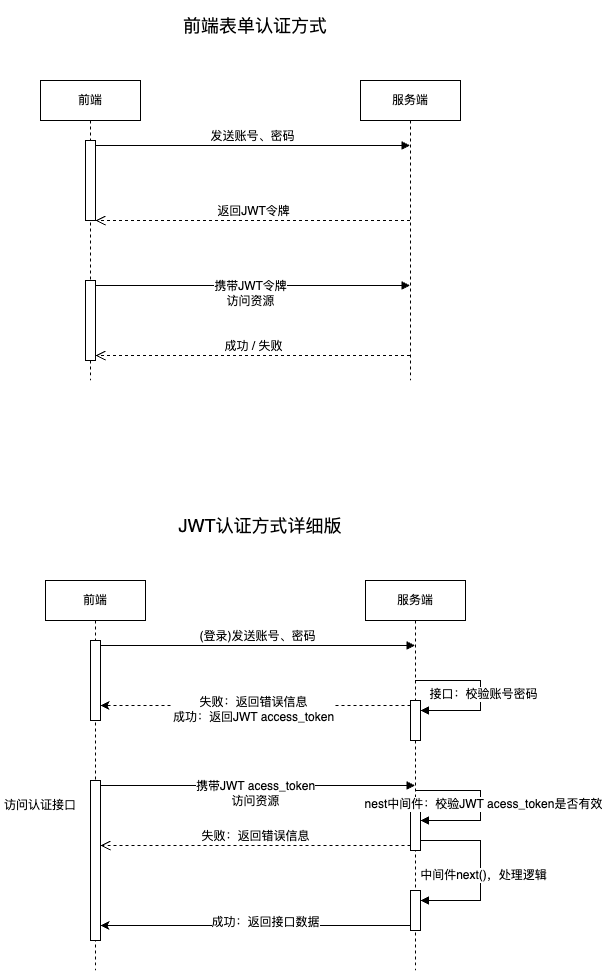 前端表单认证方式
前端
服务端
发送账号、密码
返回JWT令牌
携带JWT令牌
访问资源
成功 / 失败
JWT认证方式详细版
前端
服务端
(登录)发送账号、密码
接口：校验账号密码
失败：返回错误信息
成功：返回JWT access_token
携带JWT acess_token
访问资源
访问认证接口
nest中间件：校验JWT acess_token是否有效
失败：返回错误信息
中间件next()，处理逻辑
成功：返回接口数据